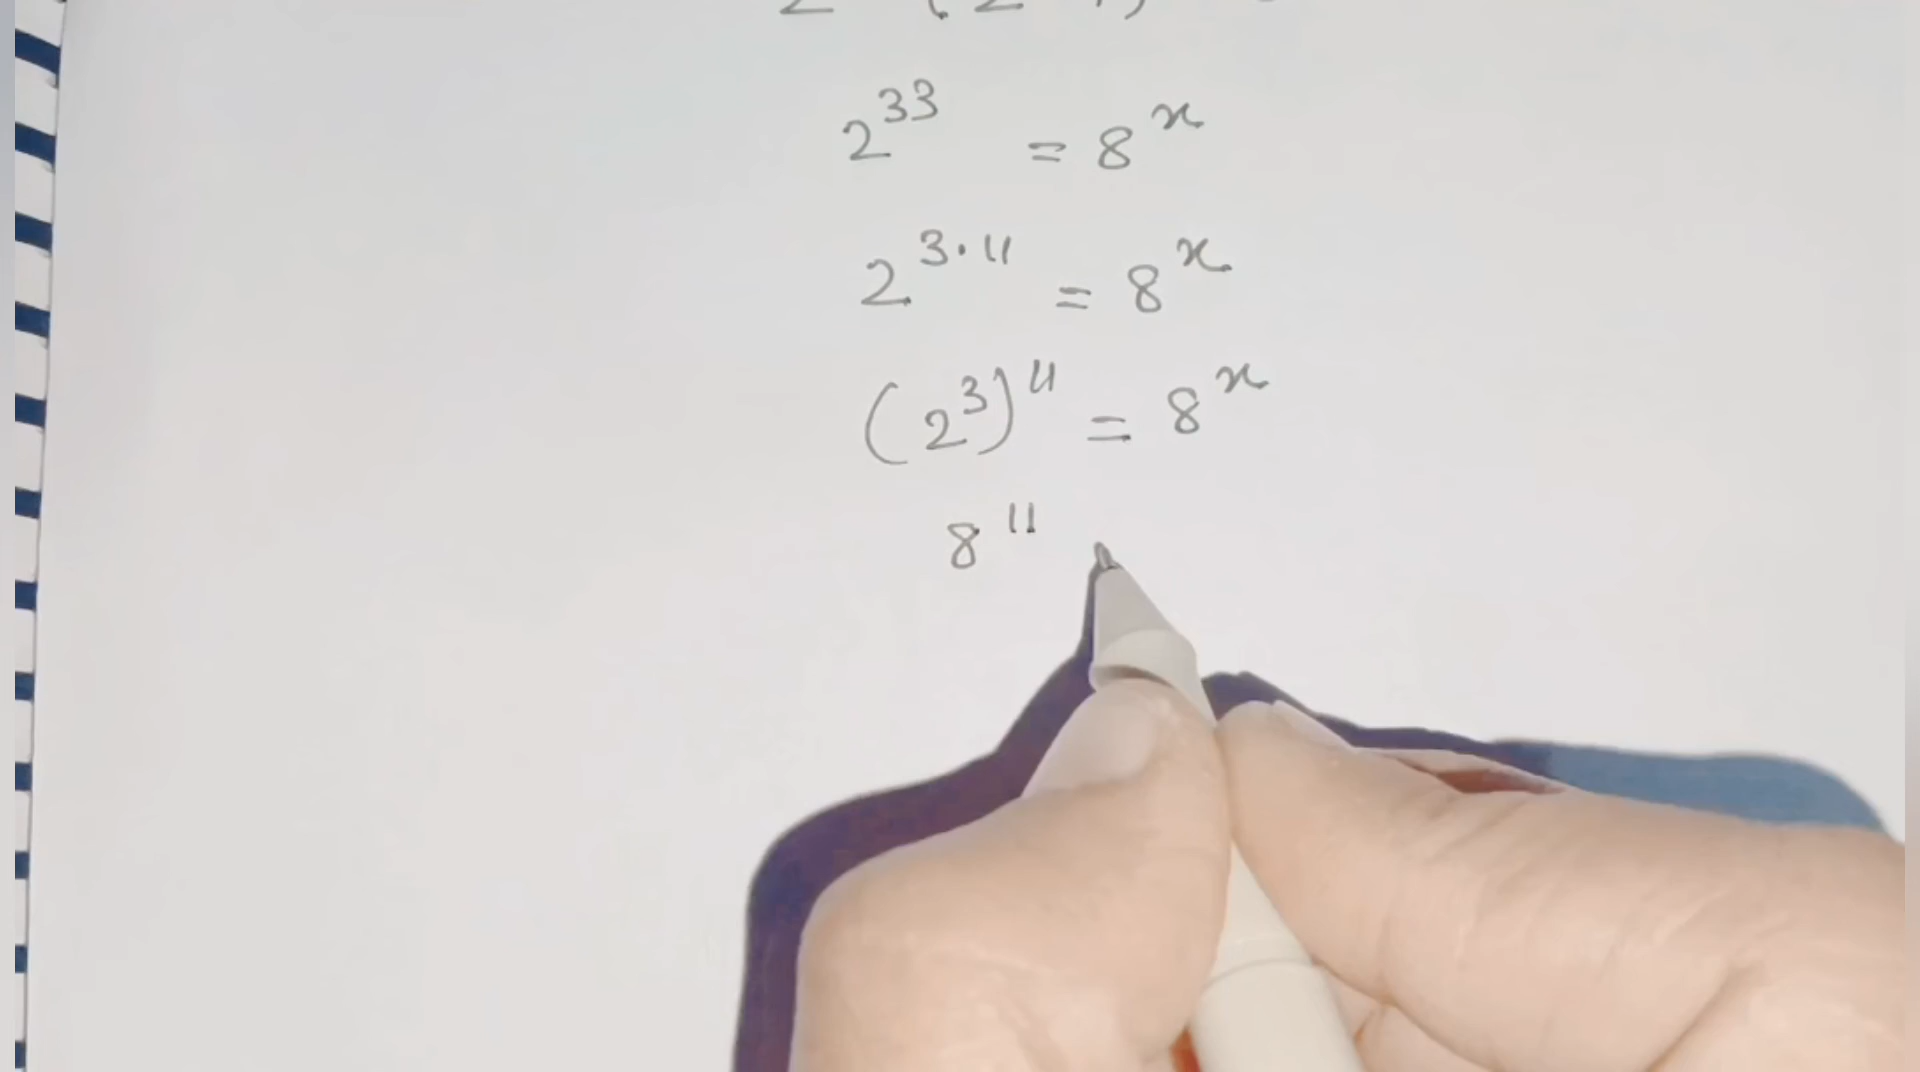 2^33 = 8^x
2^3·11 = 8^x
(2^3)^11 = 8^x
8^11